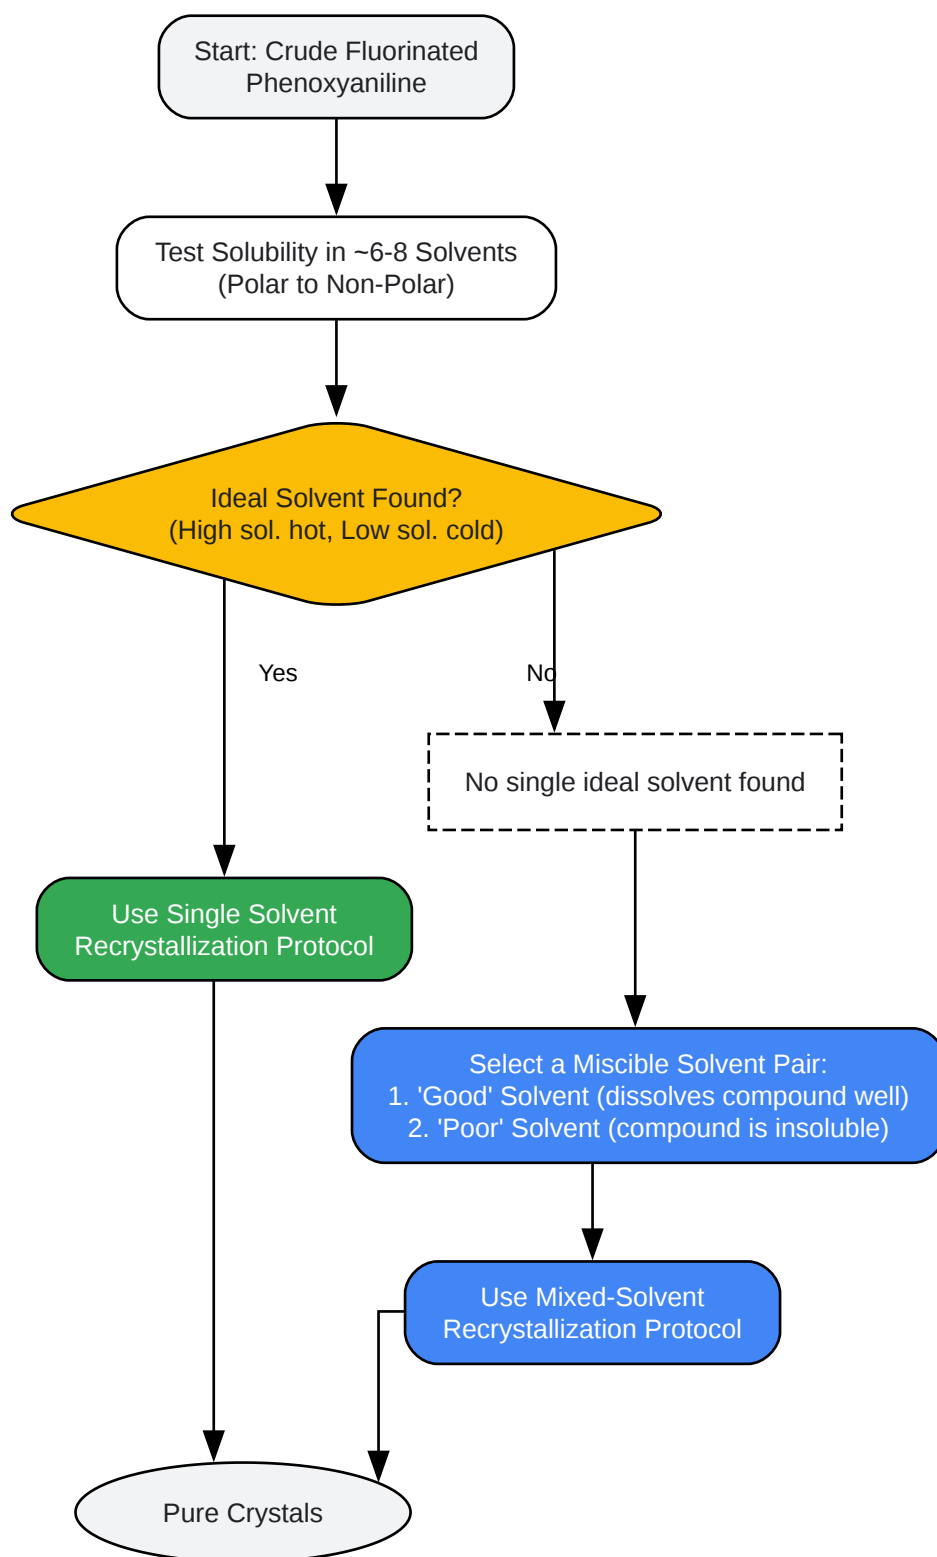 Start: Crude Fluorinated
Phenoxyaniline
Test Solubility in ~6-8 Solvents
(Polar to Non-Polar)
Ideal Solvent Found?
(High sol. hot, Low sol. cold)
Yes
No
No single ideal solvent found
Use Single Solvent
Recrystallization Protocol
Select a Miscible Solvent Pair:
1. 'Good' Solvent (dissolves compound well)
2. 'Poor' Solvent (compound is insoluble)
Use Mixed-Solvent
Recrystallization Protocol
Pure Crystals